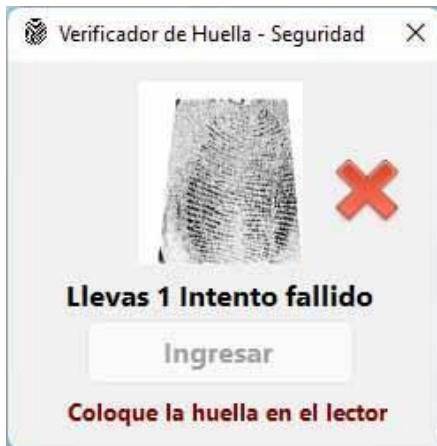 Verificador de Huella - Seguridad
Llevas 1 Intento fallido
Ingresar
Coloque la huella en el lector